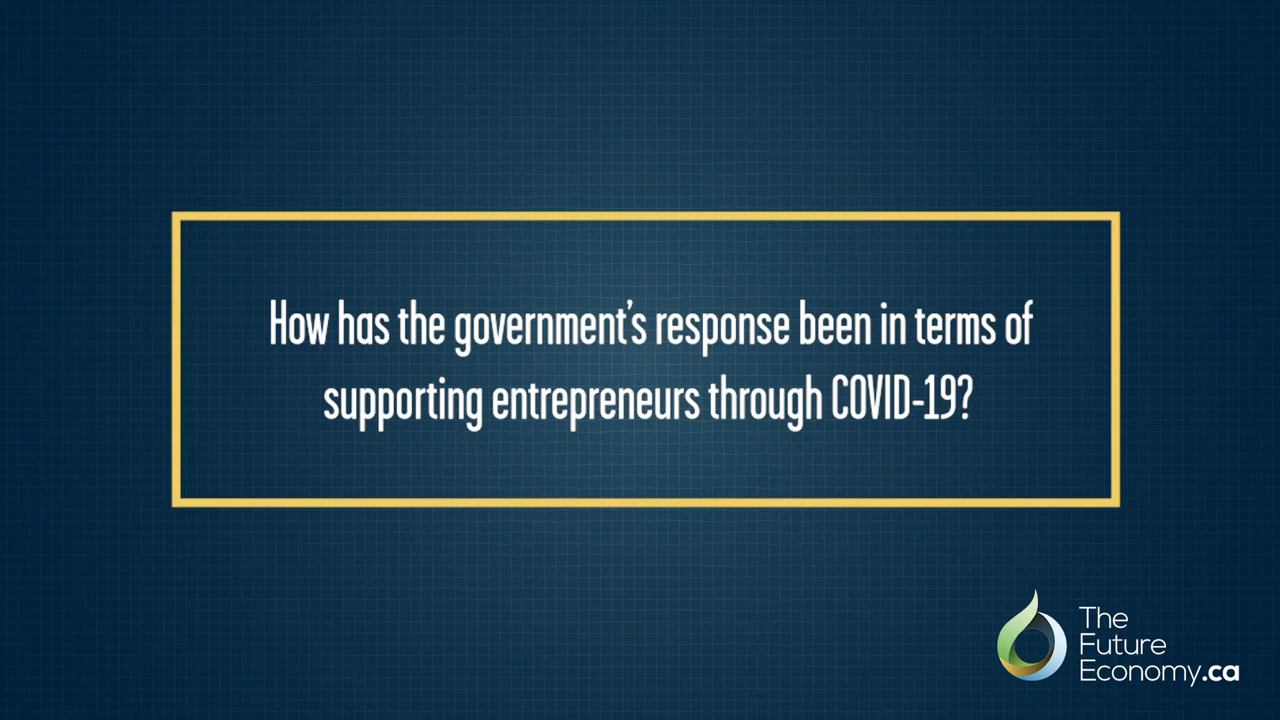 How has the government's response been in terms of
supporting entrepreneurs through COVID-19?
The
Future
Economy.ca